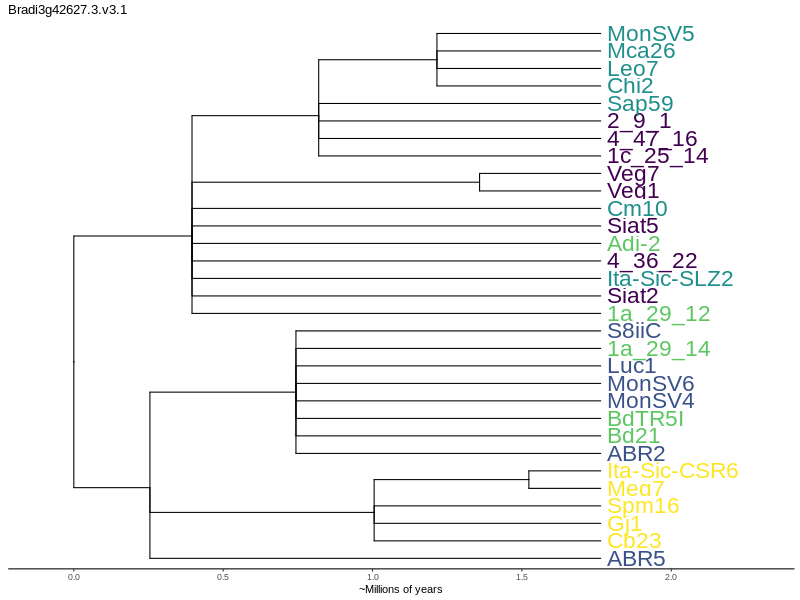 Bradi3g42627.3.v3.1
MonSV5
Mca26
Leo7
Chi2
Sap59
2_9_1
4_47_16
1c_25_14
Veg7
Veq1
Cm10
Siat5
Adi-2
4_36_22
Ita-Sic-SLZ2
Siat2
1a_29_12
S8iiC
1a_29_14
Luc1
MonSV6
MonSV4
BdTR5I
Bd21
ABR2
Ita-Sic-CSR6
Meg7
Spm16
Gj1
Cb23
ABR5
0.0 0.5 1.0 1.5 2.0
~Millions of years